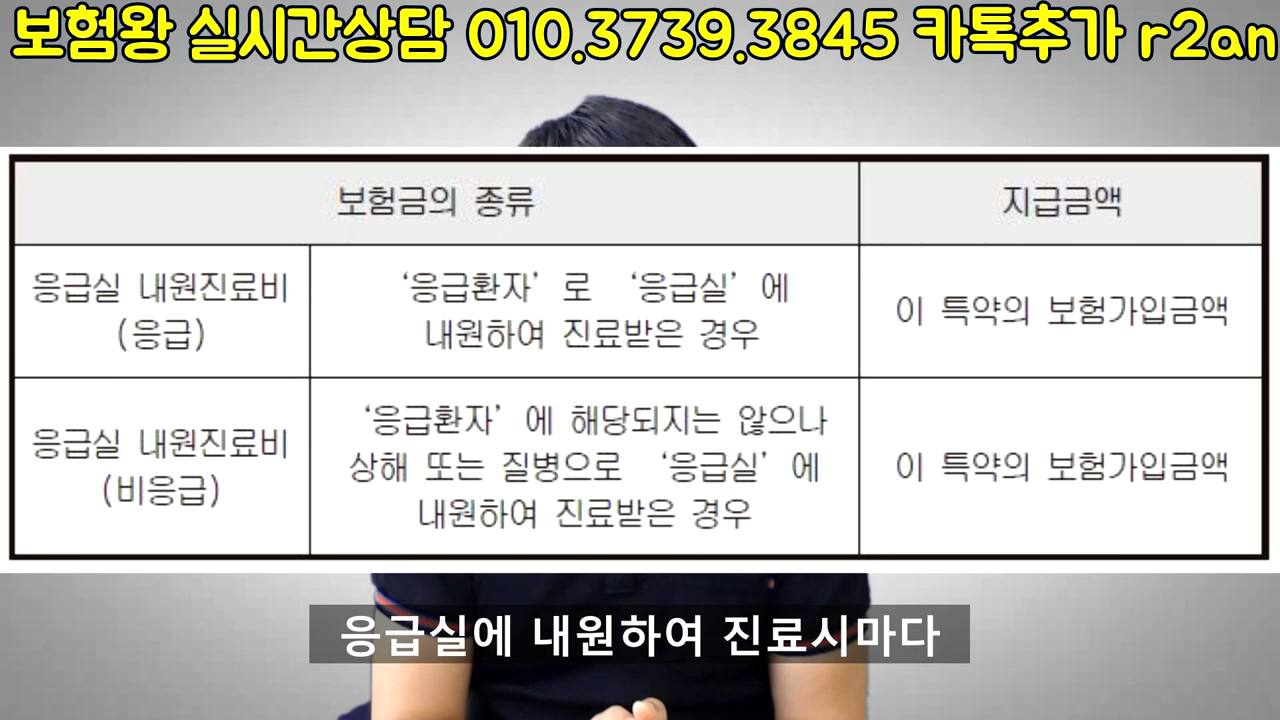 보험왕 실시간상담 010.3739.3845 카톡추가 r2an
보험금의 종류
지급금액
응급실 내원진료비
(응급)
‘응급환자’로 ‘응급실’에
내원하여 진료받은 경우
이 특약의 보험가입금액
응급실 내원진료비
(비응급)
‘응급환자’에 해당되지는 않으나
상해 또는 질병으로 ‘응급실’에
내원하여 진료받은 경우
이 특약의 보험가입금액
응급실에 내원하여 진료시마다